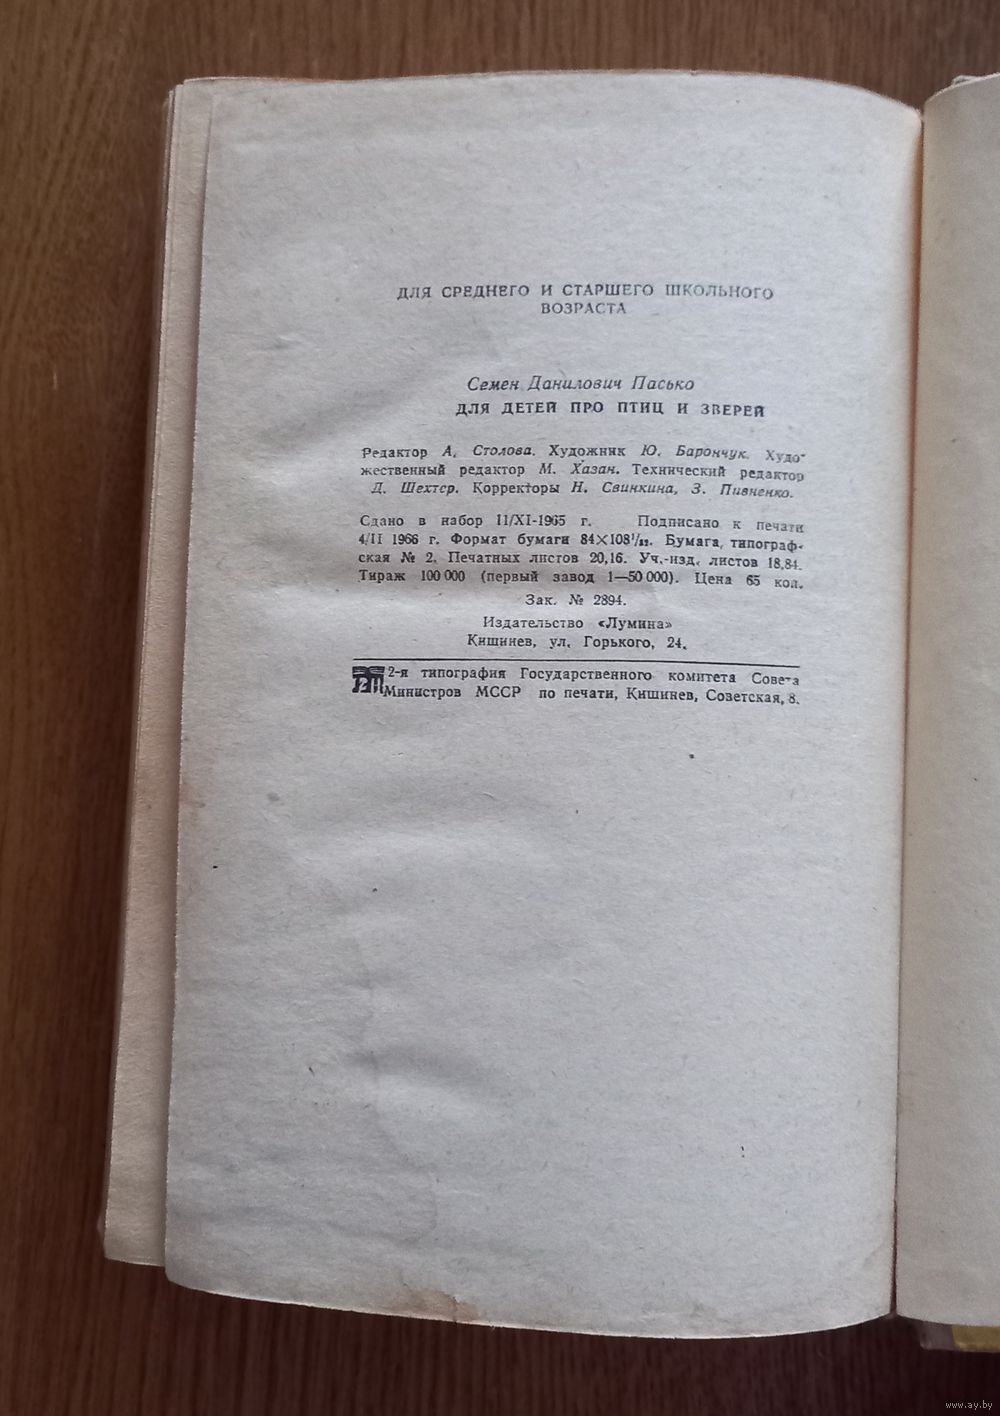 ДЛЯ СРЕДНЕГО И СТАРШЕГО ШКОЛЬНОГО
ВОЗРАСТА
Семен Данилович Пасько
ДЛЯ ДЕТЕЙ ПРО ПТИЦ И ЗВЕРЕЙ
Редактор А. Столова. Художник Ю. Барончук. Худо-
жественный редактор М. Хазан. Технический редактор
Д. Шехтер. Корректоры Н. Свинкина, З. Пивненко.
Сдано в набор 11/XI-1965 г. Подписано к печати
4/II 1966 г. Формат бумаги 84×108¹/₃₂. Бумага типограф-
ская № 2. Печатных листов 20,16. Уч.-изд. листов 18,84.
Тираж 100 000 (первый завод 1—50 000). Цена 65 коп.
Зак. № 2894.
Издательство «Лумина»
Кишинев, ул. Горького, 24.
2-я типография Государственного комитета Совета
Министров МССР по печати, Кишинев, Советская, 8.
www.ay.by